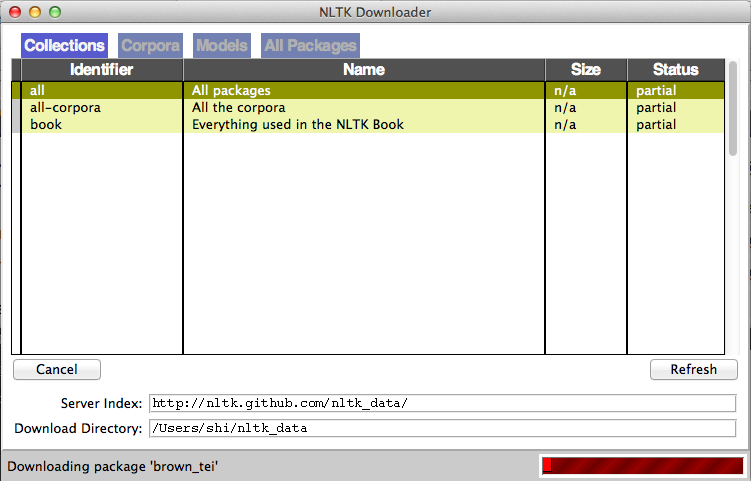 NLTK Downloader
Collections Corpora Models All Packages
Identifier Name Size Status
all All packages n/a partial
all-corpora All the corpora n/a partial
book Everything used in the NLTK Book n/a partial
Cancel Refresh
Server Index: http://nltk.github.com/nltk_data/
Download Directory: /Users/shi/nltk_data
Downloading package 'brown_tei'